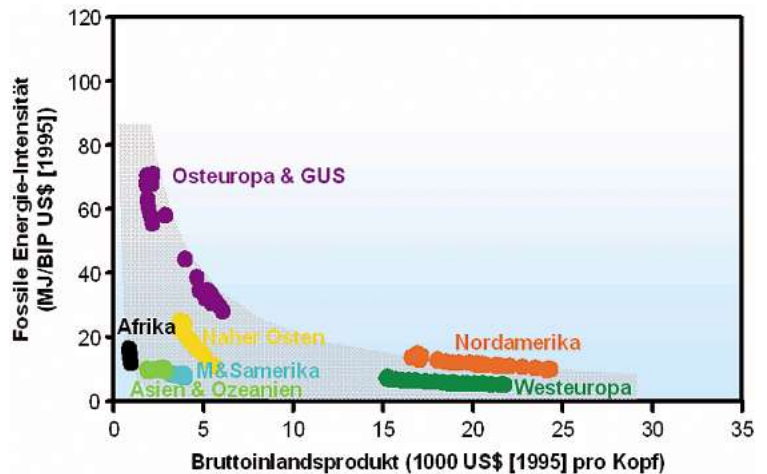 Fossile Energie-Intensität
(MJ/BIP US$ [1995])
120
100
80
60
40
20
0
Osteuropa & GUS
Afrika
Naher Osten
M&Samerika
Asien & Ozeanien
Nordamerika
Westeuropa
0 5 10 15 20 25 30 35
Bruttoinlandsprodukt (1000 US$ [1995] pro Kopf)